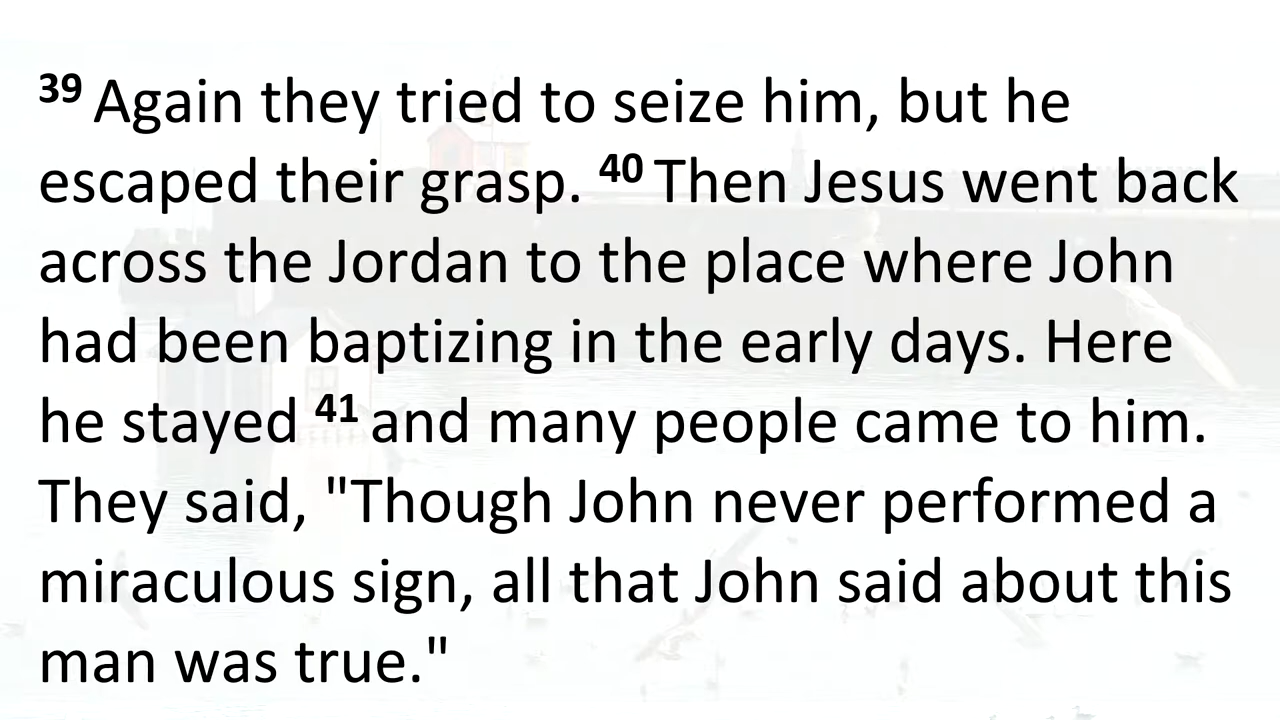 39 Again they tried to seize him, but he
escaped their grasp. 40 Then Jesus went back
across the Jordan to the place where John
had been baptizing in the early days. Here
he stayed 41 and many people came to him.
They said, "Though John never performed a
miraculous sign, all that John said about this
man was true."